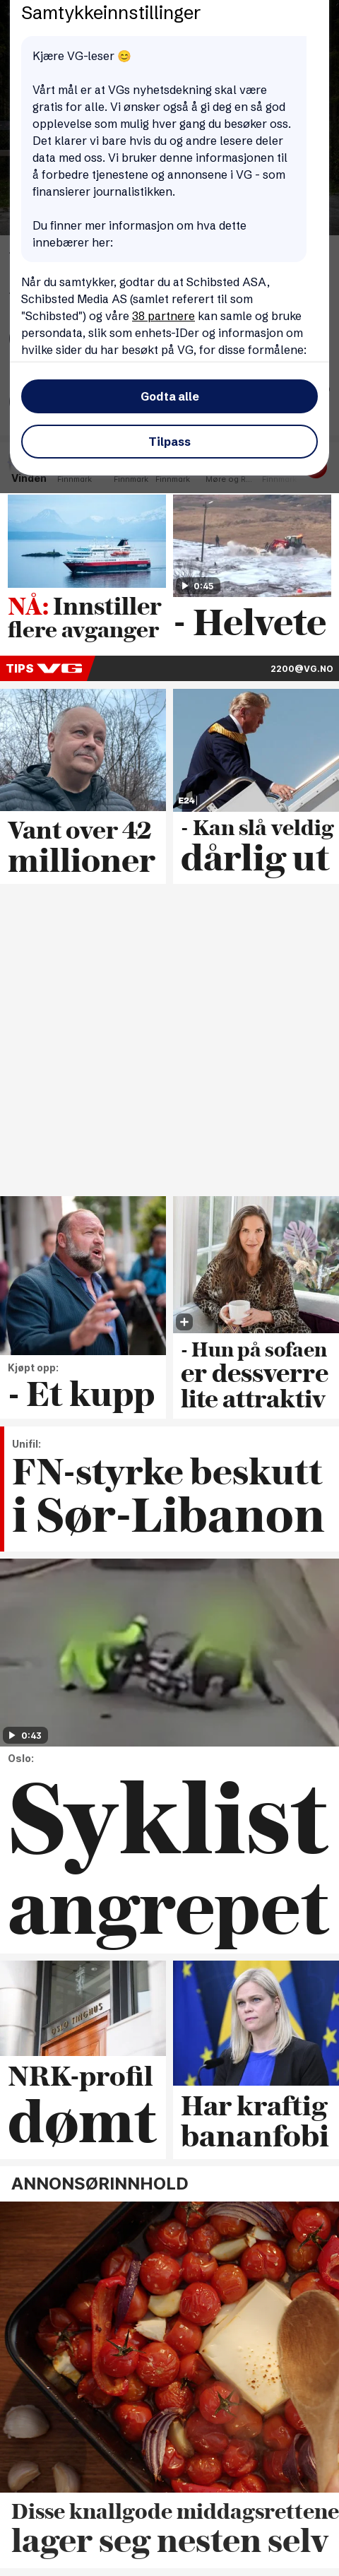 Samtykkeinnstillinger
Kjære VG-leser 😊
Vårt mål er at VGs nyhetsdekning skal være
gratis for alle. Vi ønsker også å gi deg en så god
opplevelse som mulig hver gang du besøker oss.
Det klarer vi bare hvis du og andre lesere deler
data med oss. Vi bruker denne informasjonen til
å forbedre tjenestene og annonsene i VG - som
finansierer journalistikken.
Du finner mer informasjon om hva dette
innebærer her:
Når du samtykker, godtar du at Schibsted ASA,
Schibsted Media AS (samlet referert til som
"Schibsted") og våre 38 partnere kan samle og bruke
persondata, slik som enhets-IDer og informasjon om
hvilke sider du har besøkt på VG, for disse formålene:
Godta alle
Tilpass
Vinden Finnmark Finnmark Finnmark Møre og R...
NÅ: Innstiller
flere avganger
0:45
- Helvete
TIPS VG
2200@VG.NO
Vant over 42
millioner
E24
- Kan slå veldig
dårlig ut
Kjøpt opp:
- Et kupp
- Hun på sofaen
er dessverre
lite attraktiv
Unifil:
FN-styrke beskutt
i Sør-Libanon
0:43
Oslo:
Syklist
angrepet
OSLO TINGHUS
NRK-profil
dømt
Har kraftig
bananfobi
ANNONSØRINNHOLD
Disse knallgode middagsrettene
lager seg nesten selv